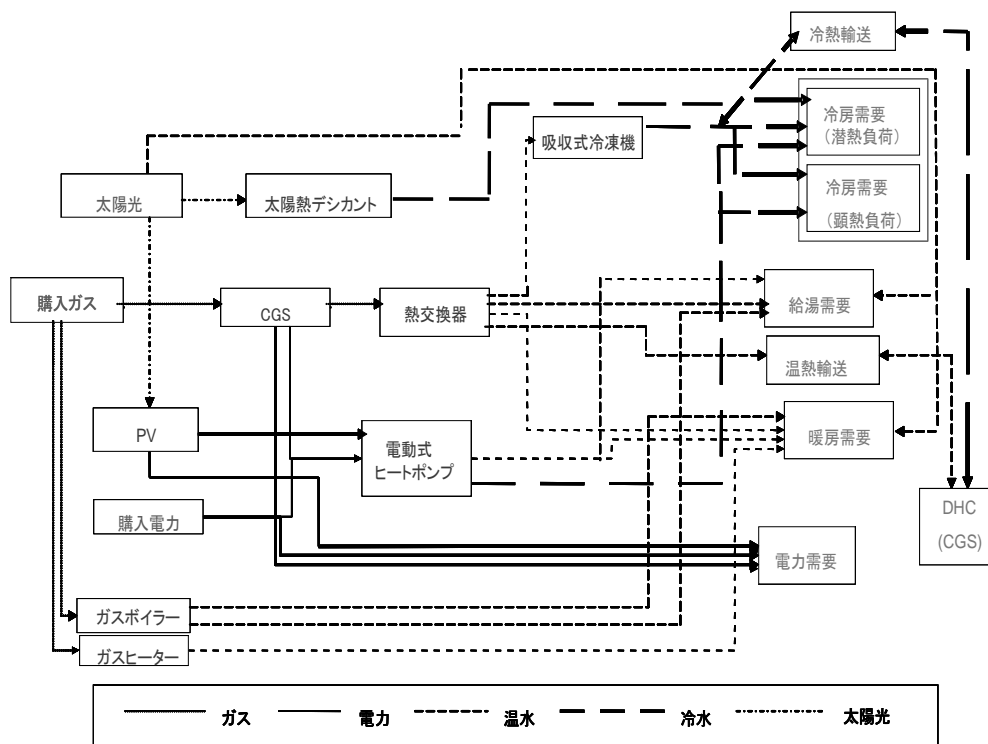 冷熱輸送
冷房需要
（潜熱負荷）
吸収式冷凍機
冷房需要
（顕熱負荷）
太陽光
太陽熱デシカント
購入ガス
CGS
熱交換器
給湯需要
温熱輸送
PV
電動式
ヒートポンプ
暖房需要
購入電力
DHC
(CGS)
電力需要
ガスボイラー
ガスヒーター
ガス
電力
温水
冷水
太陽光